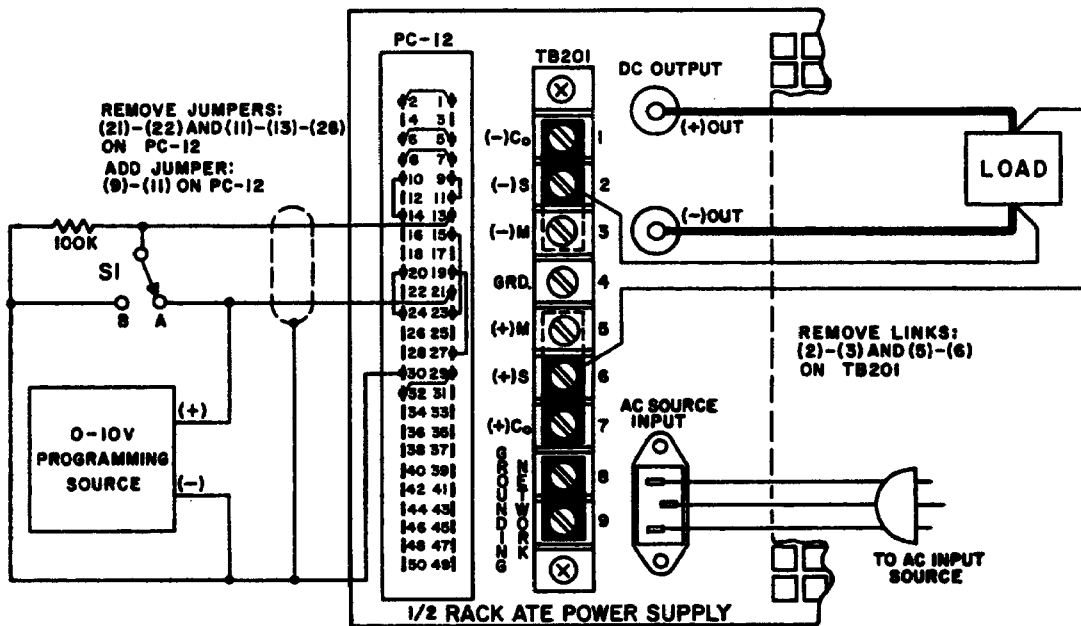 PC-12
TB201
DC OUTPUT
(+)OUT
LOAD
(-)OUT
REMOVE JUMPERS:
(21)-(22) AND (11)-(13)-(26)
ON PC-12
ADD JUMPER:
(9)-(11) ON PC-12
100K
S1
B
A
0-10V
PROGRAMMING
SOURCE
(+)
(-)
2 1
4 3
6 5
8 7
10 9
12 11
14 13
16 15
18 17
20 19
22 21
24 23
26 25
28 27
30 29
32 31
34 33
36 35
38 37
40 39
42 41
44 43
46 45
48 47
50 49
(-)Co 1
(-)S 2
(-)M 3
GRD. 4
(+)M 5
(+)S 6
(+)Co 7
8
9
GROUNDING
NETWORK
REMOVE LINKS:
(2)-(3) AND (5)-(6)
ON TB201
AC SOURCE
INPUT
TO AC INPUT
SOURCE
1/2 RACK ATE POWER SUPPLY